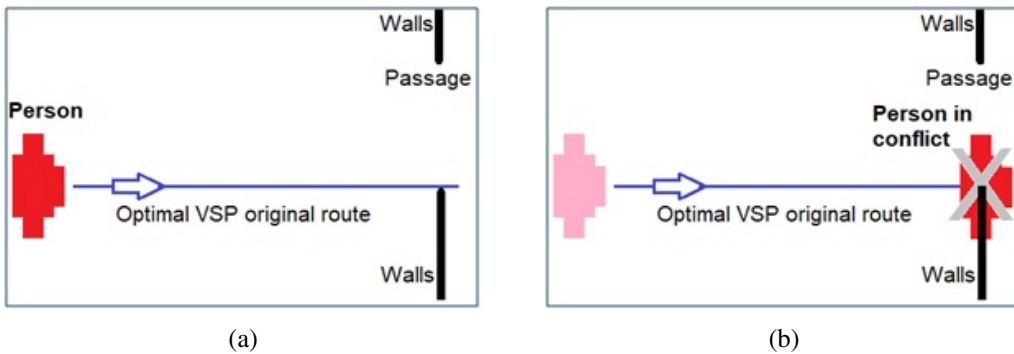 Walls
Passage
Person
Optimal VSP original route
Walls
(a)
Walls
Passage
Person in
conflict
Optimal VSP original route
Walls
(b)